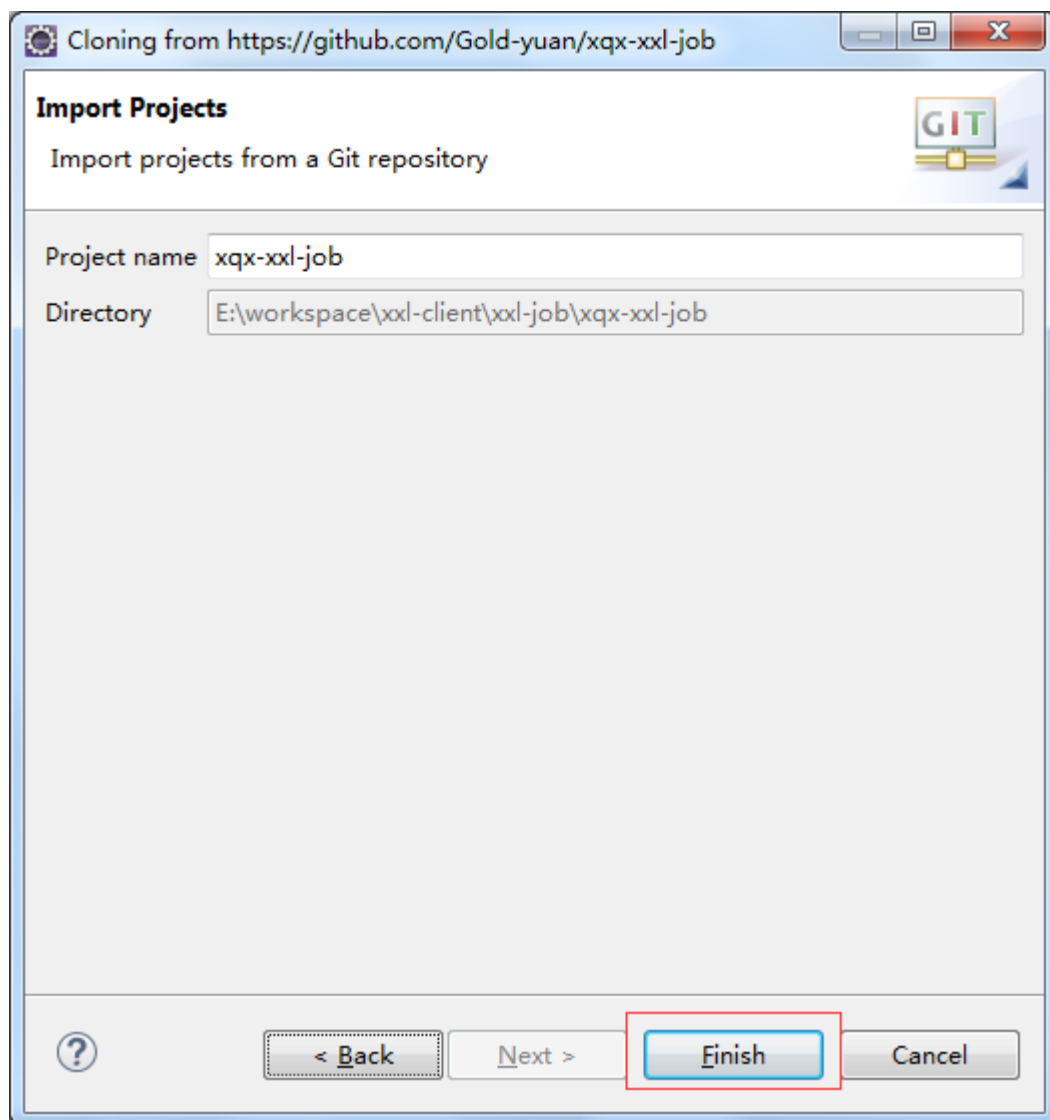 Cloning from https://github.com/Gold-yuan/xqx-xxl-job
Import Projects
Import projects from a Git repository
GIT
Project name xqx-xxl-job
Directory E:\workspace\xxl-client\xxl-job\xqx-xxl-job
? < Back Next > Finish Cancel